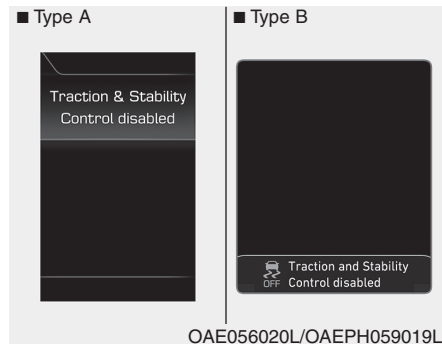 ■ Type A
Traction & Stability
Control disabled
■ Type B
Traction and Stability
OFF Control disabled
OAE056020L/OAEPH059019L